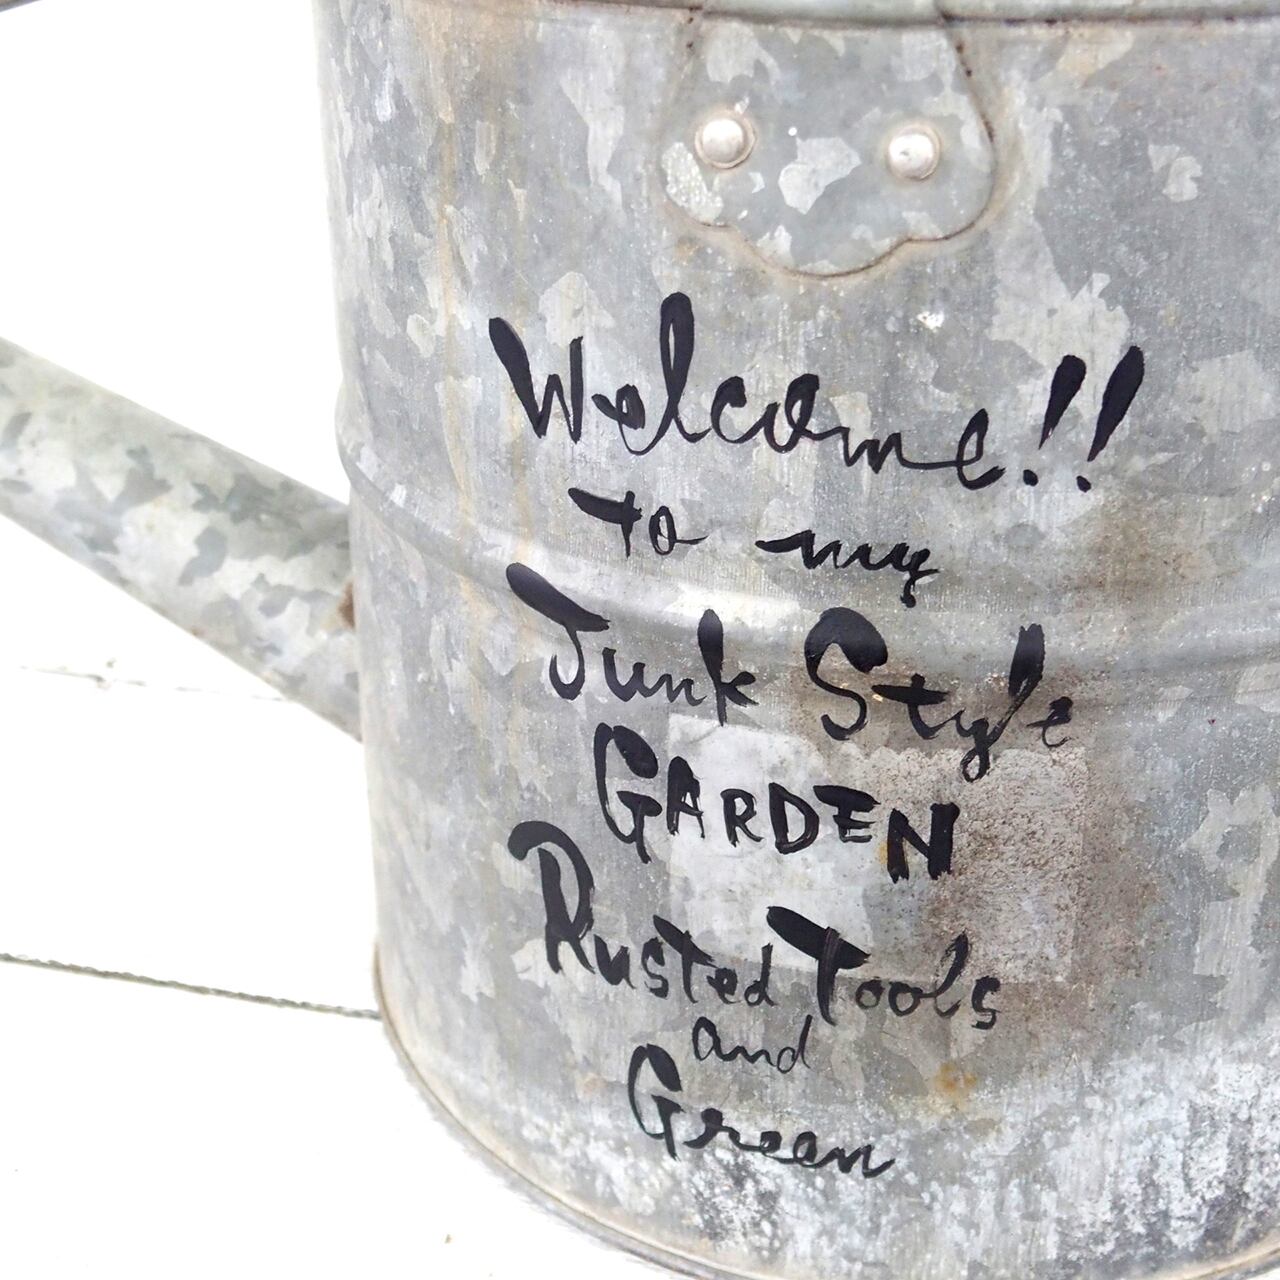 Welcome!!
to my
Junk Style
GARDEN
Rusted Tools
and
Green